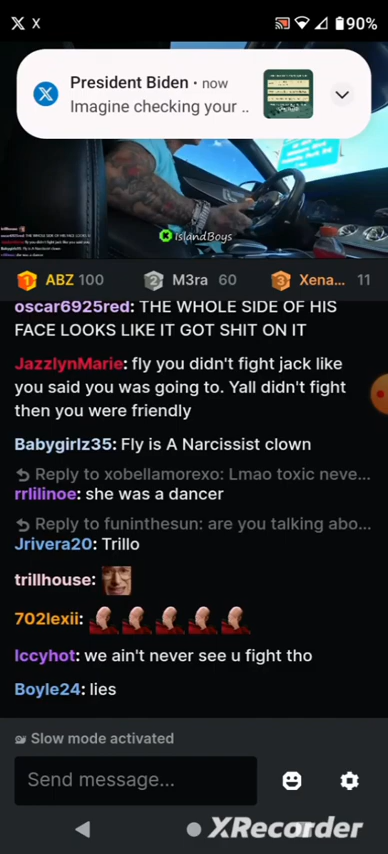 X
90%
President Biden · now
Imagine checking your ..
IslandBoys
1 ABZ 100
2 M3ra 60
3 Xena... 11
oscar6925red: THE WHOLE SIDE OF HIS
FACE LOOKS LIKE IT GOT SHIT ON IT
JazzlynMarie: fly you didn't fight jack like
you said you was going to. Yall didn't fight
then you were friendly
Babygirlz35: Fly is A Narcissist clown
Reply to xobellamorexo: Lmao toxic neve...
rrlilinoe: she was a dancer
Reply to funinthesun: are you talking abo...
Jrivera20: Trillo
trillhouse:
702lexii:
Iccyhot: we ain't never see u fight tho
Boyle24: lies
Slow mode activated
Send message...
XRecorder